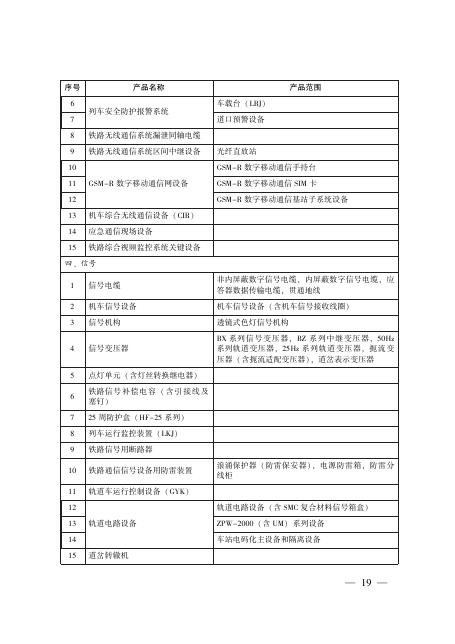 序号 产品名称 产品范围
6 列车安全防护报警系统 车载台（LBJ）
7 道口预警设备
8 铁路无线通信系统漏泄同轴电缆
9 铁路无线通信系统区间中继设备 光纤直放站
10 GSM-R 数字移动通信手持台
11 GSM-R 数字移动通信网设备 GSM-R 数字移动通信 SIM 卡
12 GSM-R 数字移动通信基站子系统设备
13 机车综合无线通信设备（CIR）
14 应急通信现场设备
15 铁路综合视频监控系统关键设备
四、信号
1 信号电缆 非内屏蔽数字信号电缆，内屏蔽数字信号电缆，应
答器数据传输电缆，贯通地线
2 机车信号设备 机车信号设备（含机车信号接收线圈）
3 信号机构 透镜式色灯信号机构
4 信号变压器 BX 系列信号变压器，BZ 系列中继变压器，50Hz
系列轨道变压器，25Hz 系列轨道变压器，扼流变
压器（含扼流适配变压器），道岔表示变压器
5 点灯单元（含灯丝转换继电器）
6 铁路信号补偿电容（含引接线及
塞钉）
7 25 周防护盒（HF-25 系列）
8 列车运行监控装置（LKJ）
9 铁路信号用断路器
10 铁路通信信号设备用防雷装置 浪涌保护器（防雷保安器），电源防雷箱，防雷分
线柜
11 轨道车运行控制设备（GYK）
12 轨道电路设备（含 SMC 复合材料信号箱盒）
13 轨道电路设备 ZPW-2000（含 UM）系列设备
14 车站电码化主设备和隔离设备
15 道岔转辙机
— 19 —